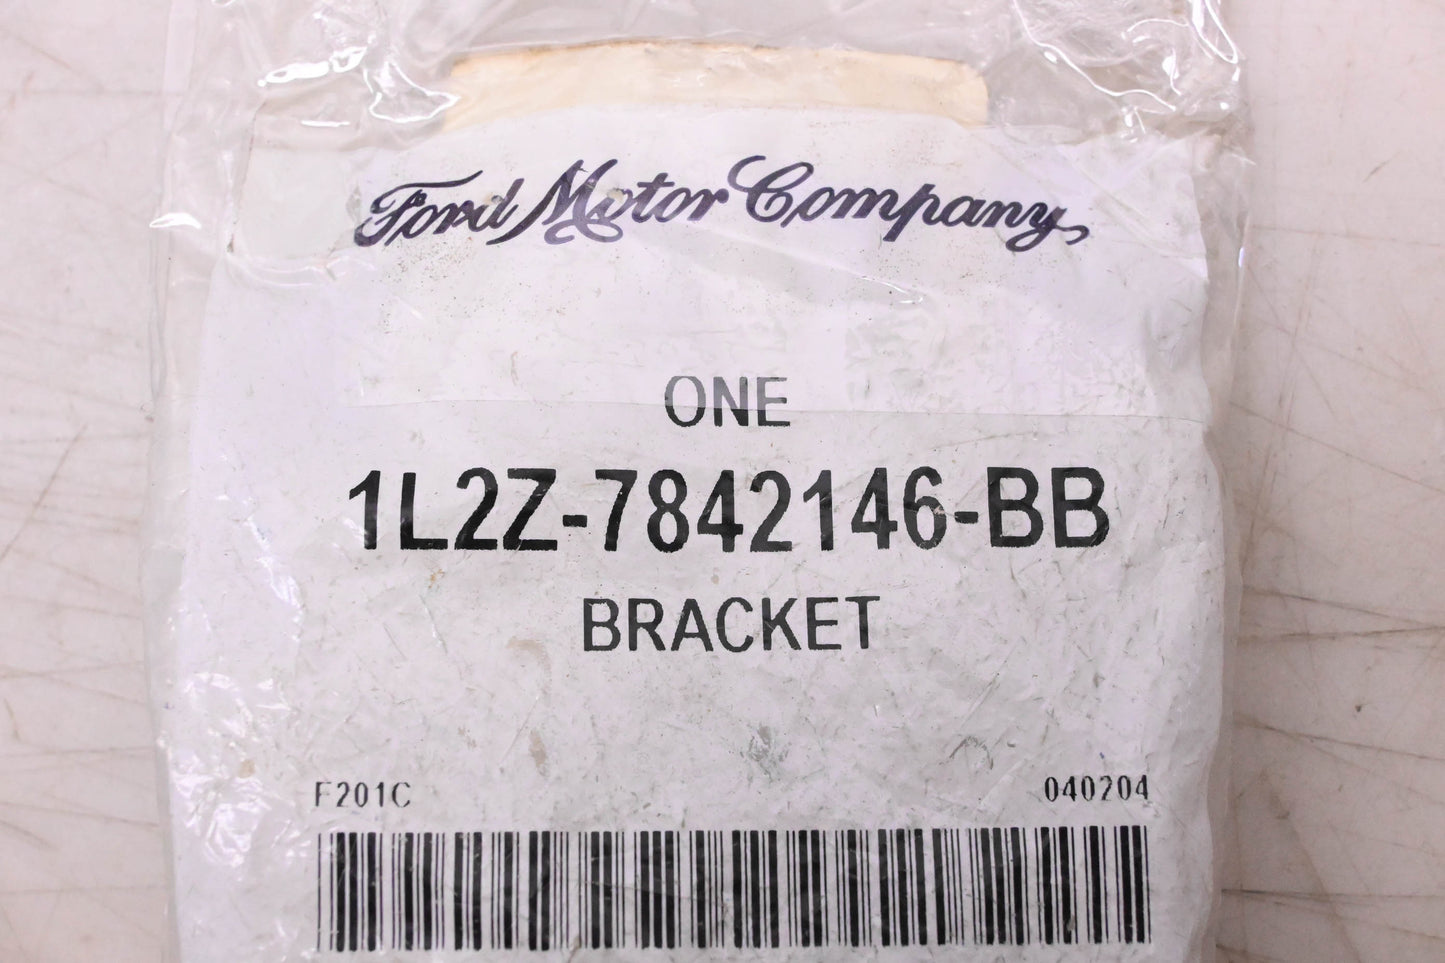 Ford Motor Company
ONE
1L2Z-7842146-BB
BRACKET
F201C 040204